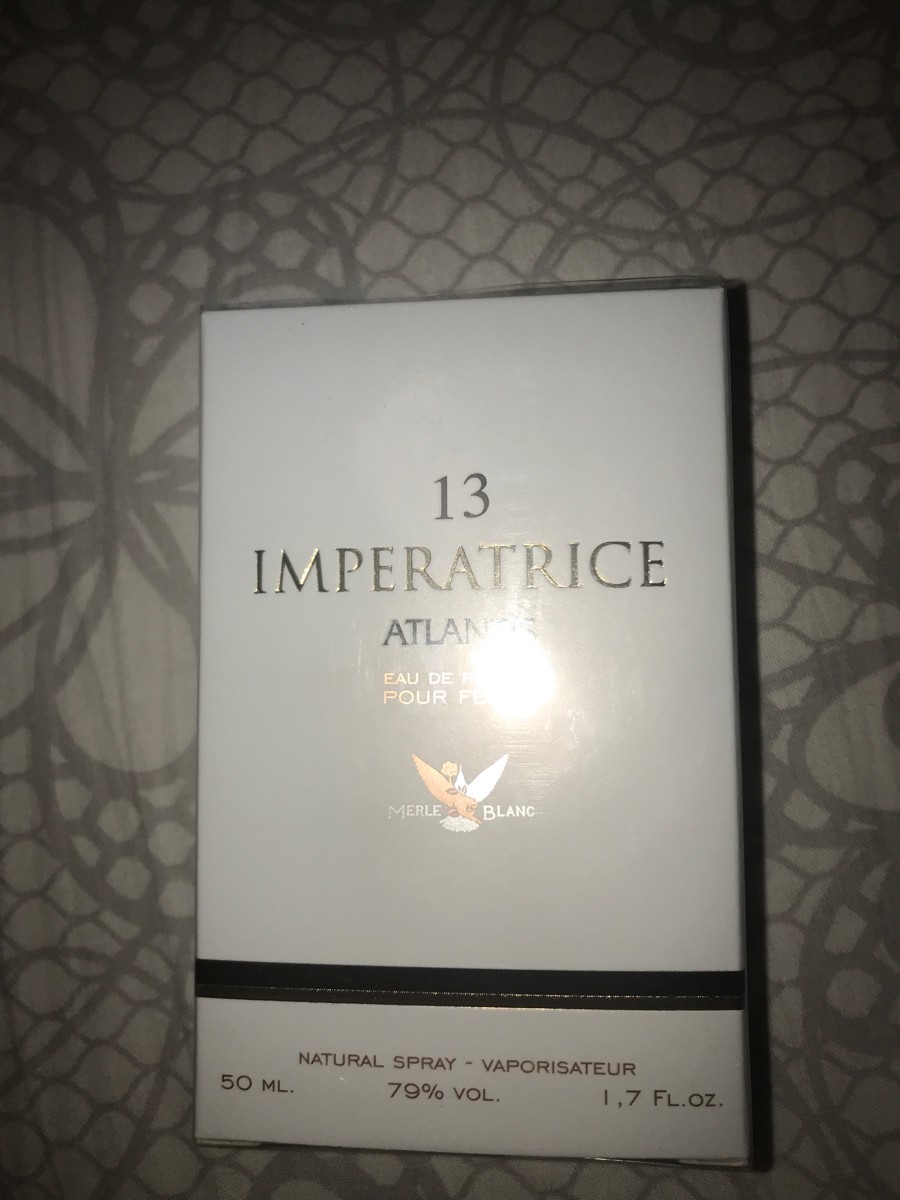 13
IMPERATRICE
EAU DE
POUR
MERLE BLANC
NATURAL SPRAY - VAPORISATEUR
50 ML. 79% VOL. 1,7 FL.OZ.